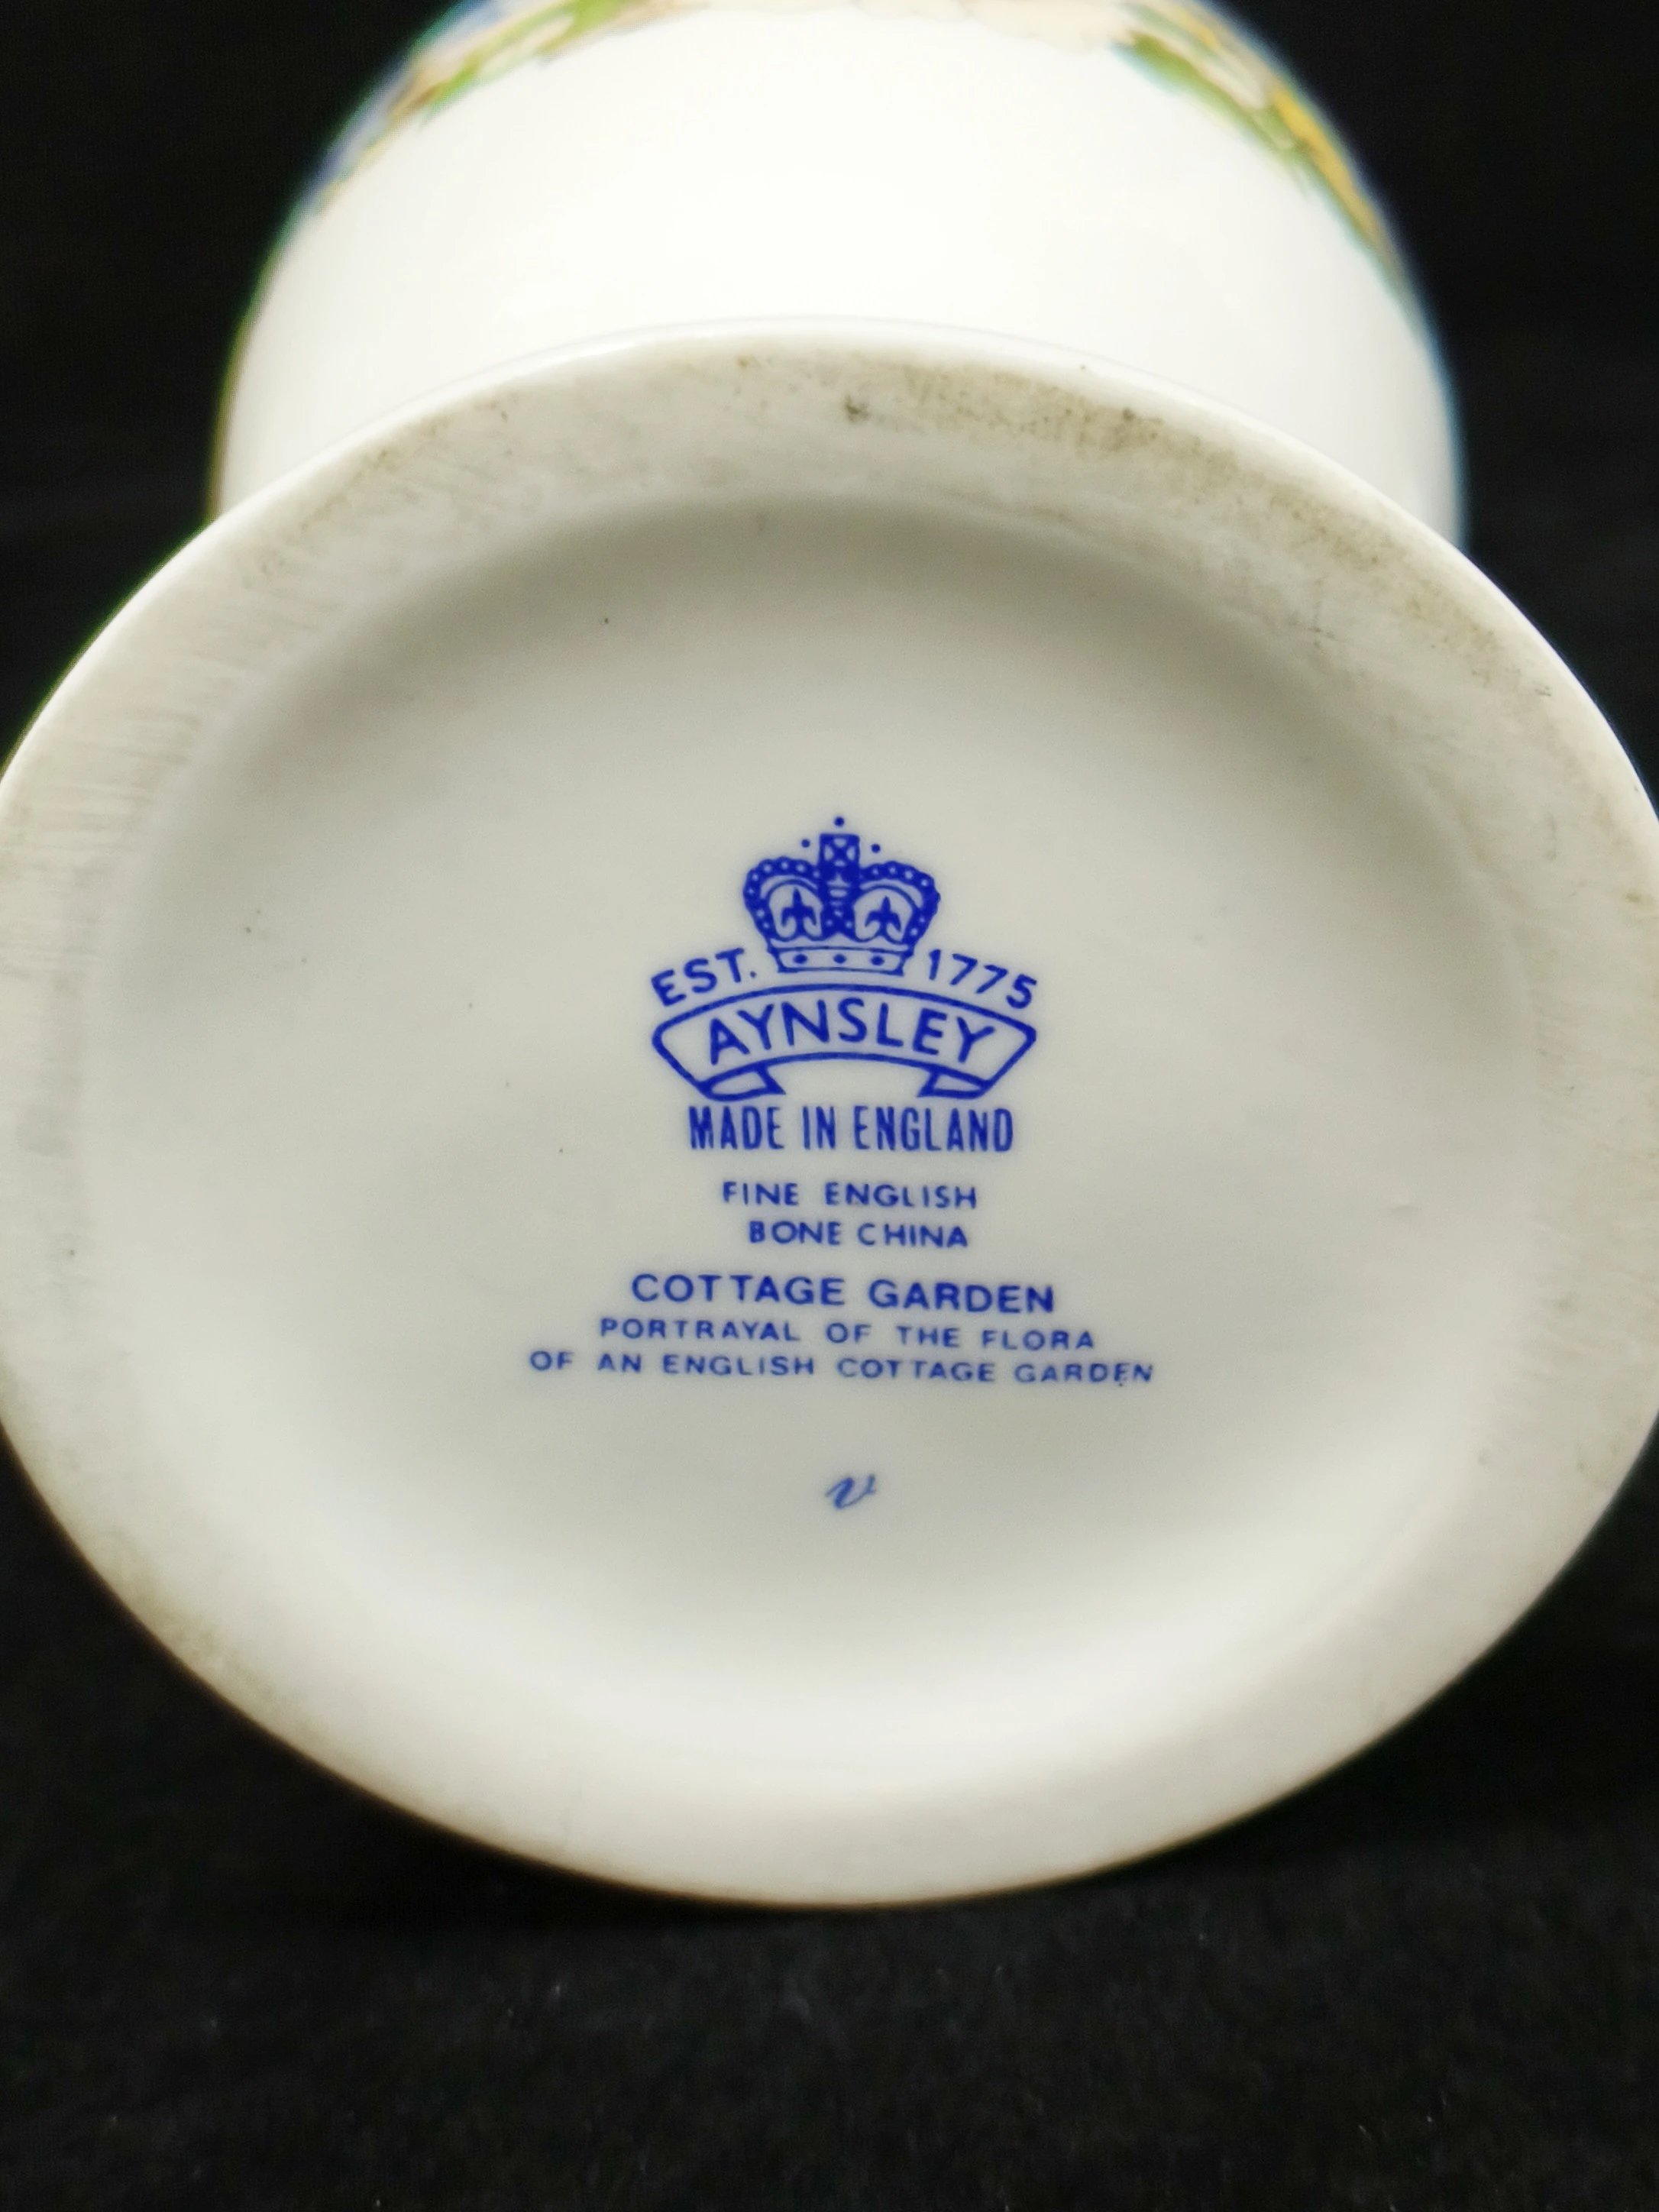 EST. 1775
AYNSLEY
MADE IN ENGLAND
FINE ENGLISH
BONE CHINA
COTTAGE GARDEN
PORTRAYAL OF THE FLORA
OF AN ENGLISH COTTAGE GARDEN
v